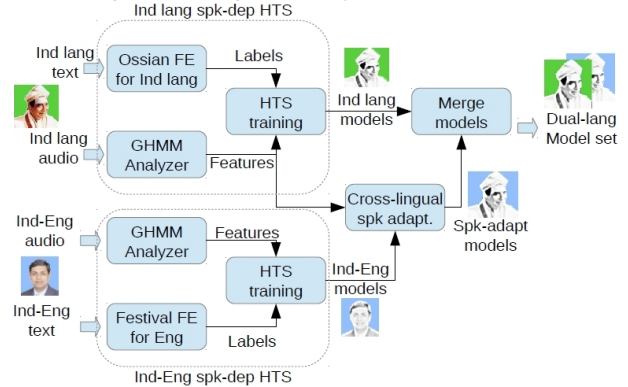 Ind lang spk-dep HTS
Ind lang
text
Ossian FE
for Ind lang
Labels
HTS
training
Ind lang
models
Merge
models
Dual-lang
Model set
Ind lang
audio
GHMM
Analyzer
Features
Cross-lingual
spk adapt.
Spk-adapt
models
Ind-Eng
audio
GHMM
Analyzer
Features
HTS
training
Ind-Eng
models
Ind-Eng
text
Festival FE
for Eng
Labels
Ind-Eng spk-dep HTS